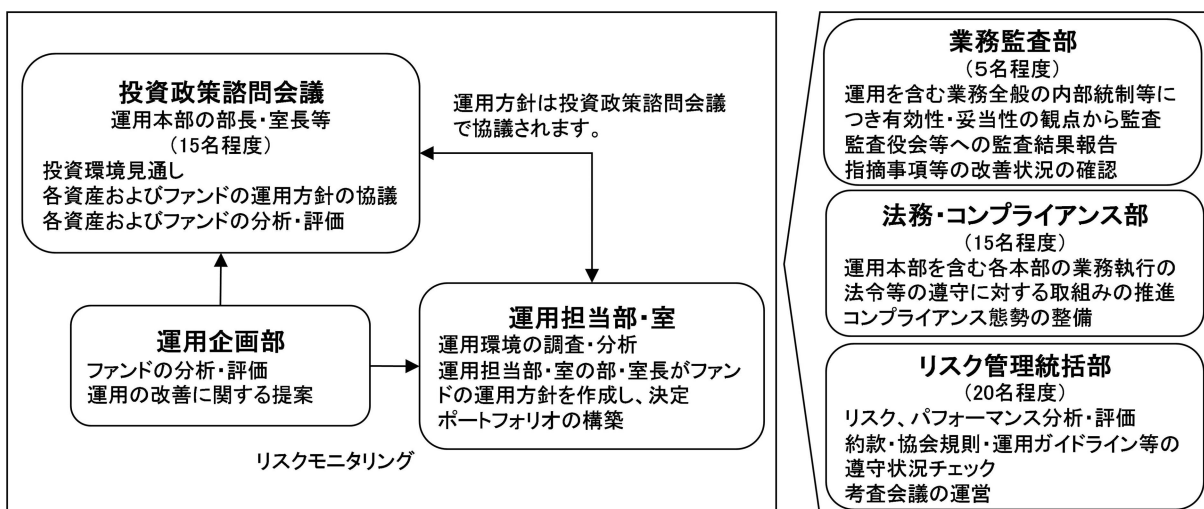 投資政策諮問会議
運用本部の部長・室長等
(15名程度)
投資環境見通し
各資産およびファンドの運用方針の協議
各資産およびファンドの分析・評価
運用方針は投資政策諮問会議
で協議されます。
運用企画部
ファンドの分析・評価
運用の改善に関する提案
運用担当部・室
運用環境の調査・分析
運用担当部・室の部・室長がファン
ドの運用方針を作成し、決定
ポートフォリオの構築
リスクモニタリング
業務監査部
(5名程度)
運用を含む業務全般の内部統制等に
つき有効性・妥当性の観点から監査
監査役会等への監査結果報告
指摘事項等の改善状況の確認
法務・コンプライアンス部
(15名程度)
運用本部を含む各本部の業務執行の
法令等の遵守に対する取組みの推進
コンプライアンス態勢の整備
リスク管理統括部
(20名程度)
リスク、パフォーマンス分析・評価
約款・協会規則・運用ガイドライン等の
遵守状況チェック
考査会議の運営